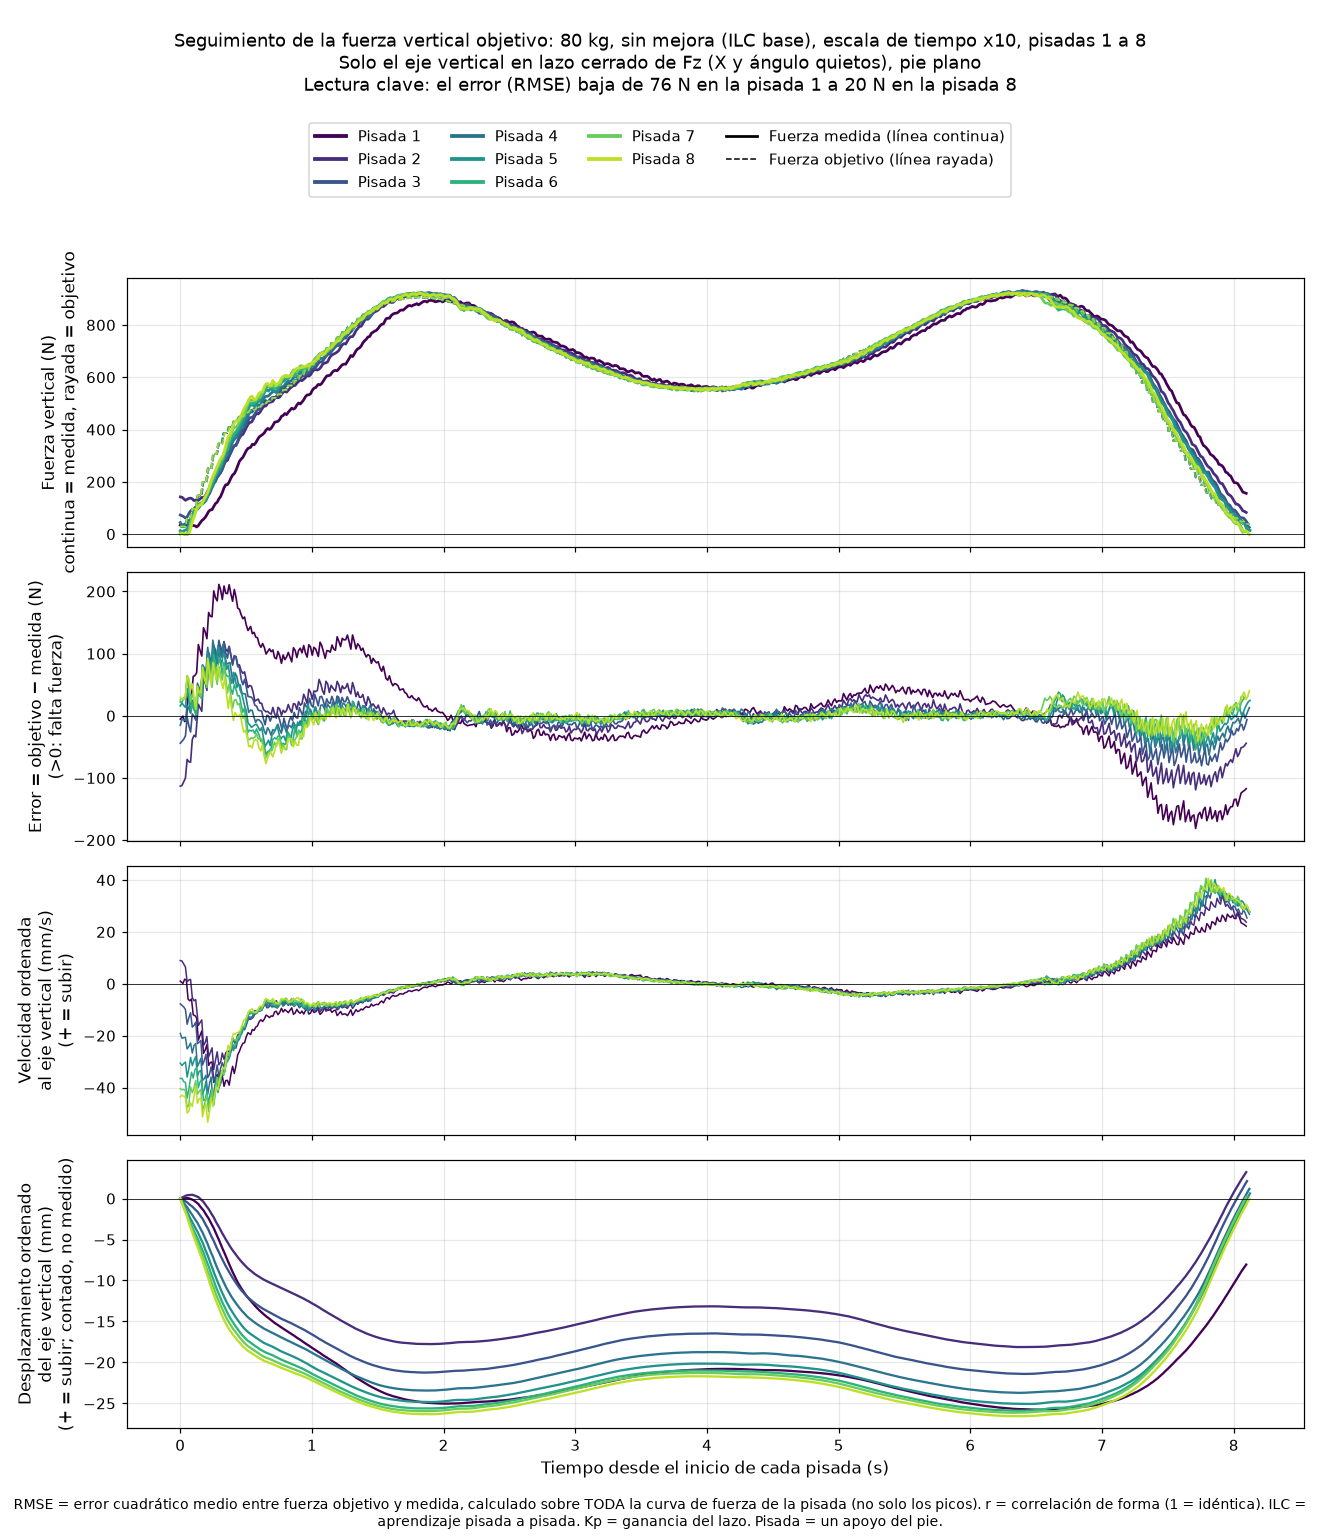 Seguimiento de la fuerza vertical objetivo: 80 kg, sin mejora (ILC base), escala de tiempo x10, pisadas 1 a 8
Solo el eje vertical en lazo cerrado de Fz (X y ángulo quietos), pie plano
Lectura clave: el error (RMSE) baja de 76 N en la pisada 1 a 20 N en la pisada 8
Pisada 1
Pisada 2
Pisada 3
Pisada 4
Pisada 5
Pisada 6
Pisada 7
Pisada 8
Fuerza medida (línea continua)
Fuerza objetivo (línea rayada)
Fuerza vertical (N)
continua = medida, rayada = objetivo
800
600
400
200
0
Error = objetivo − medida (N)
(>0: falta fuerza)
200
100
0
−100
−200
Velocidad ordenada
al eje vertical (mm/s)
(+ = subir)
40
20
0
−20
−40
Desplazamiento ordenado
del eje vertical (mm)
(+ = subir; contado, no medido)
0
−5
−10
−15
−20
−25
0 1 2 3 4 5 6 7 8
Tiempo desde el inicio de cada pisada (s)
RMSE = error cuadrático medio entre fuerza objetivo y medida, calculado sobre TODA la curva de fuerza de la pisada (no solo los picos). r = correlación de forma (1 = idéntica). ILC =
aprendizaje pisada a pisada. Kp = ganancia del lazo. Pisada = un apoyo del pie.